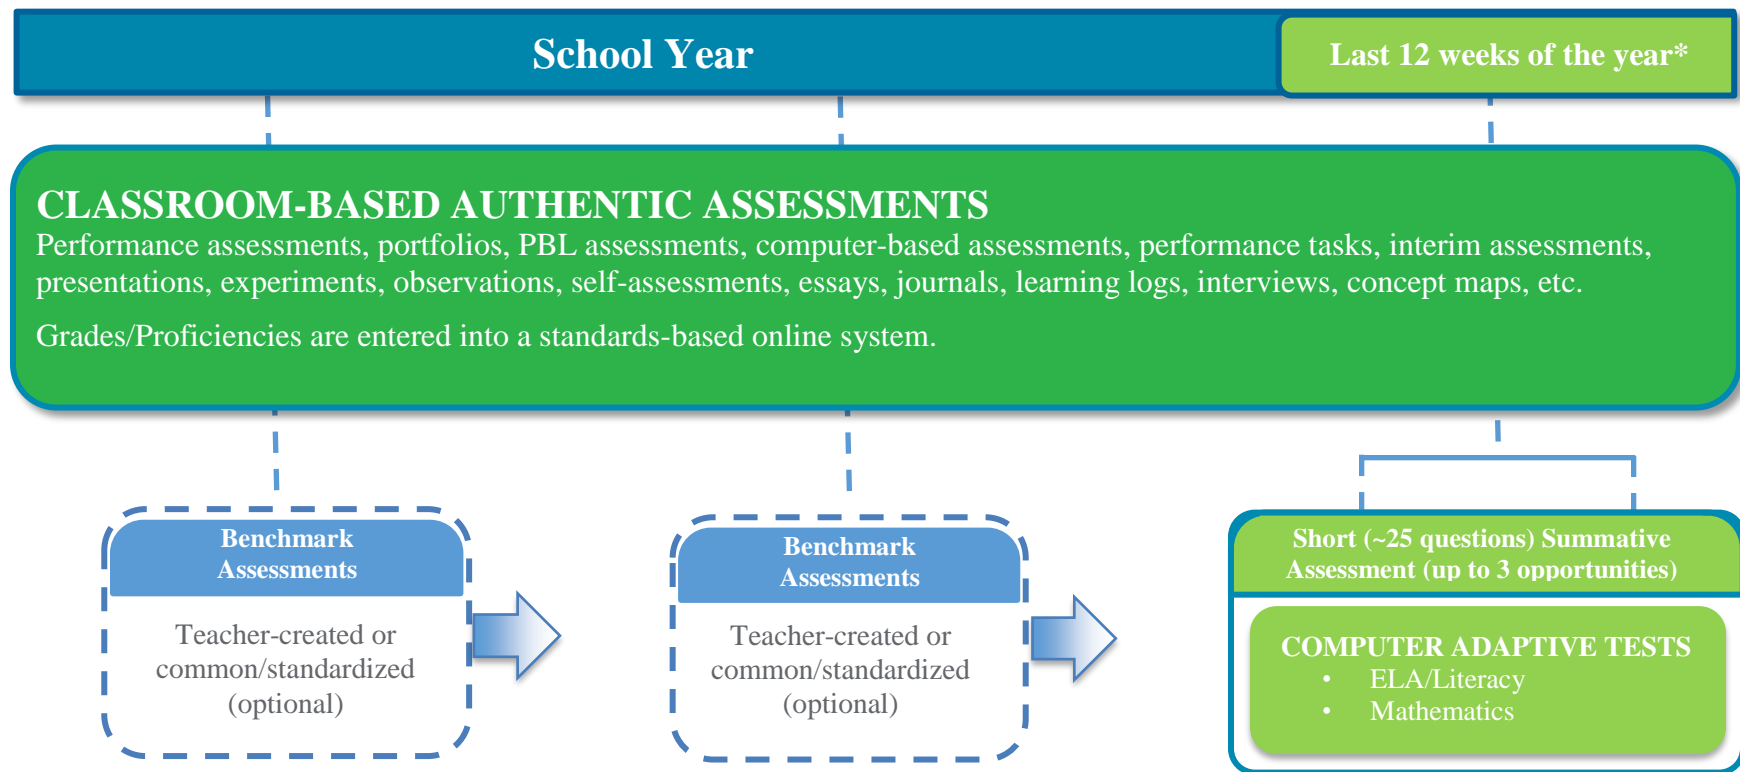 School Year
Last 12 weeks of the year*
CLASSROOM-BASED AUTHENTIC ASSESSMENTS
Performance assessments, portfolios, PBL assessments, computer-based assessments, performance tasks, interim assessments,
presentations, experiments, observations, self-assessments, essays, journals, learning logs, interviews, concept maps, etc.
Grades/Proficiencies are entered into a standards-based online system.
Benchmark
Assessments
Teacher-created or
common/standardized
(optional)
Benchmark
Assessments
Teacher-created or
common/standardized
(optional)
Short (~25 questions) Summative
Assessment (up to 3 opportunities)
COMPUTER ADAPTIVE TESTS
• ELA/Literacy
• Mathematics